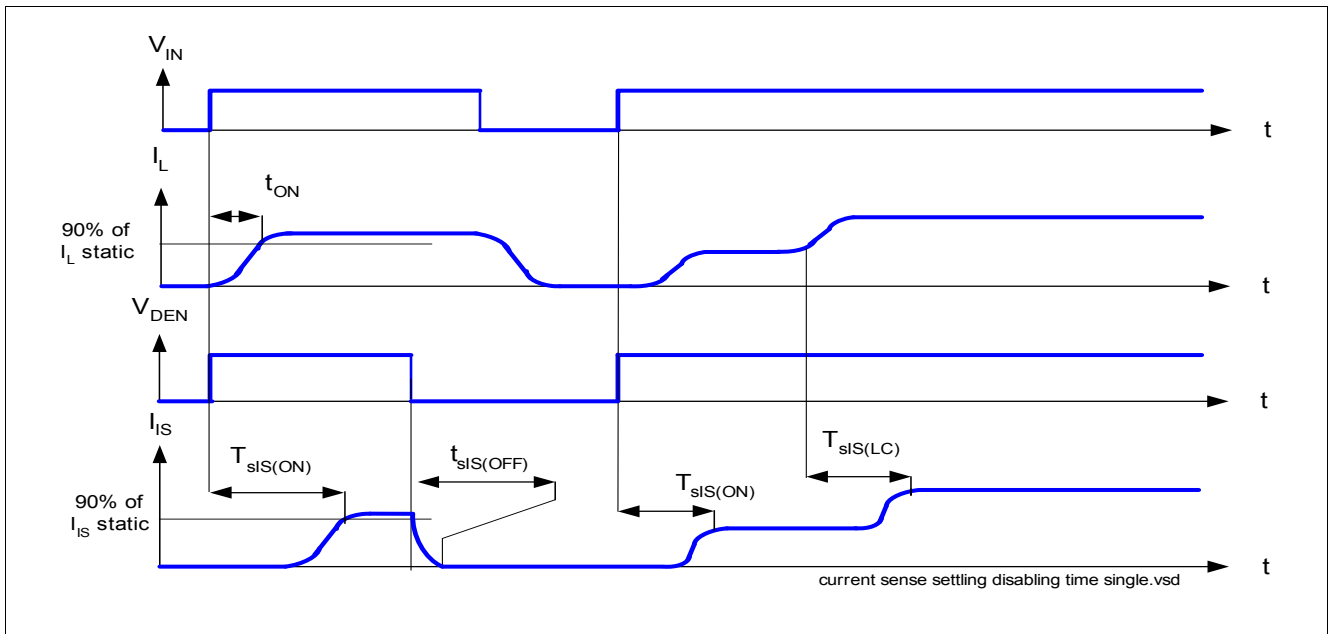 V_IN
t
I_L
t_ON
90% of
I_L static
t
V_DEN
t
I_IS
T_sIS(ON)
t_sIS(OFF)
T_sIS(ON)
T_sIS(LC)
90% of
I_IS static
t
current sense settling disabling time single.vsd